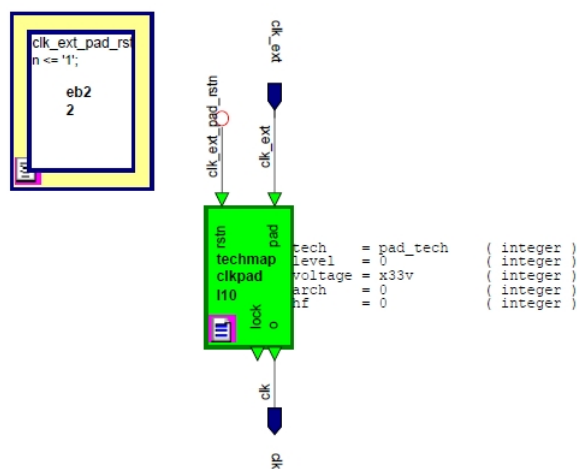 clk_ext_pad_rst
n <= '1';
eb2
2
clk_ext
clk_ext_pad_rstn
clk_ext
rstn
pad
techmap
clkpad
I10
lock
o
tech = pad_tech ( integer )
level = 0 ( integer )
voltage = x33v ( integer )
arch = 0 ( integer )
hf = 0 ( integer )
clk
clk